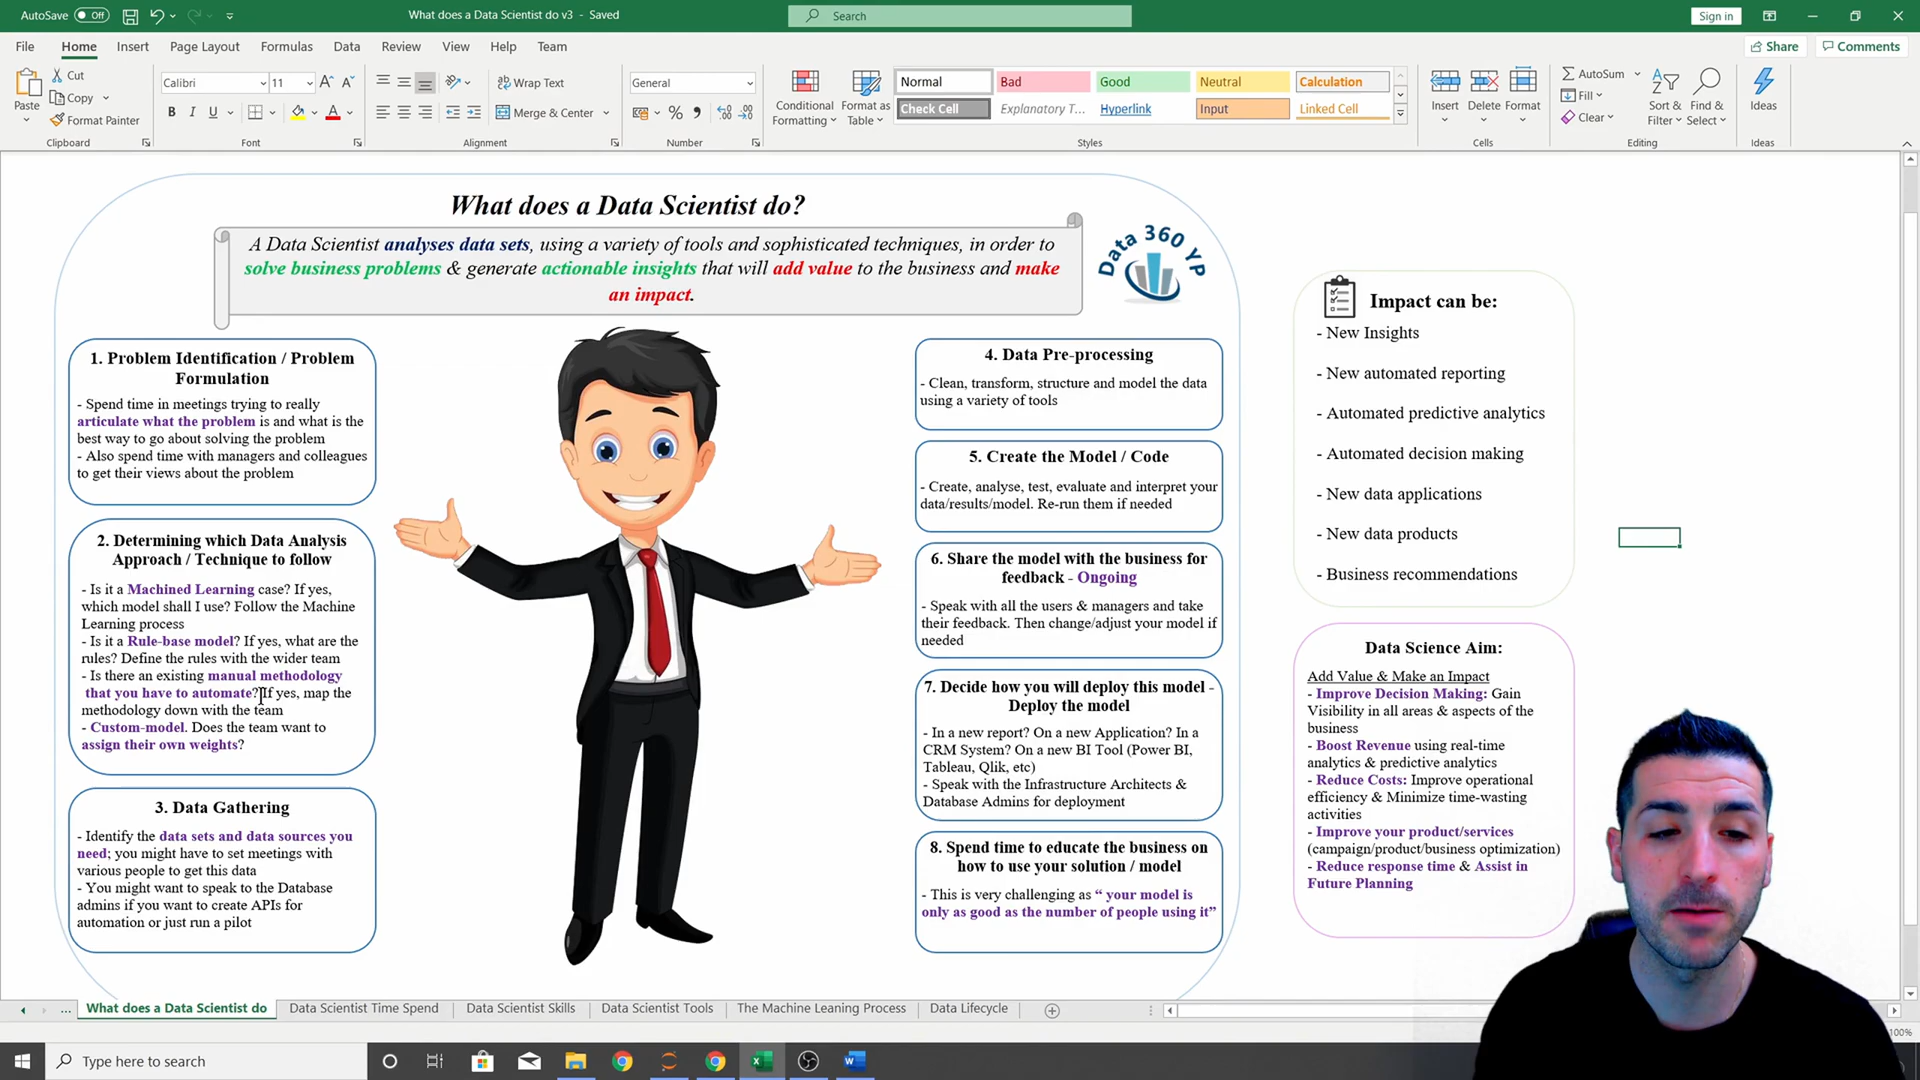 AutoSave Off
What does a Data Scientist do v3 - Saved
Search
Sign in
File Home Insert Page Layout Formulas Data Review View Help Team
Share Comments
Paste
Cut
Copy
Format Painter
Clipboard
Calibri 11
B I U
Font
Wrap Text
Merge & Center
Alignment
General
Number
Conditional Formatting
Format as Table
Normal Bad Good Neutral Calculation
Check Cell Explanatory T... Hyperlink Input Linked Cell
Styles
Insert Delete Format
Cells
AutoSum
Fill
Clear
Sort & Filter
Find & Select
Editing
Ideas
Ideas
What does a Data Scientist do?
A Data Scientist analyses data sets, using a variety of tools and sophisticated techniques, in order to
solve business problems & generate actionable insights that will add value to the business and make
an impact.
Data 360 YP
1. Problem Identification / Problem
Formulation
- Spend time in meetings trying to really
articulate what the problem is and what is the
best way to go about solving the problem
- Also spend time with managers and colleagues
to get their views about the problem
2. Determining which Data Analysis
Approach / Technique to follow
- Is it a Machined Learning case? If yes,
which model shall I use? Follow the Machine
Learning process
- Is it a Rule-base model? If yes, what are the
rules? Define the rules with the wider team
- Is there an existing manual methodology
that you have to automate? If yes, map the
methodology down with the team
- Custom-model. Does the team want to
assign their own weights?
3. Data Gathering
- Identify the data sets and data sources you
need; you might have to set meetings with
various people to get this data
- You might want to speak to the Database
admins if you want to create APIs for
automation or just run a pilot
4. Data Pre-processing
- Clean, transform, structure and model the data
using a variety of tools
5. Create the Model / Code
- Create, analyse, test, evaluate and interpret your
data/results/model. Re-run them if needed
6. Share the model with the business for
feedback - Ongoing
- Speak with all the users & managers and take
their feedback. Then change/adjust your model if
needed
7. Decide how you will deploy this model -
Deploy the model
- In a new report? On a new Application? In a
CRM System? On a new BI Tool (Power BI,
Tableau, Qlik, etc)
- Speak with the Infrastructure Architects &
Database Admins for deployment
8. Spend time to educate the business on
how to use your solution / model
- This is very challenging as “ your model is
only as good as the number of people using it”
Impact can be:
- New Insights
- New automated reporting
- Automated predictive analytics
- Automated decision making
- New data applications
- New data products
- Business recommendations
Data Science Aim:
Add Value & Make an Impact
- Improve Decision Making: Gain
Visibility in all areas & aspects of the
business
- Boost Revenue using real-time
analytics & predictive analytics
- Reduce Costs: Improve operational
efficiency & Minimize time-wasting
activities
- Improve your product/services
(campaign/product/business optimization)
- Reduce response time & Assist in
Future Planning
... What does a Data Scientist do Data Scientist Time Spend Data Scientist Skills Data Scientist Tools The Machine Leaning Process Data Lifecycle
100%
Type here to search